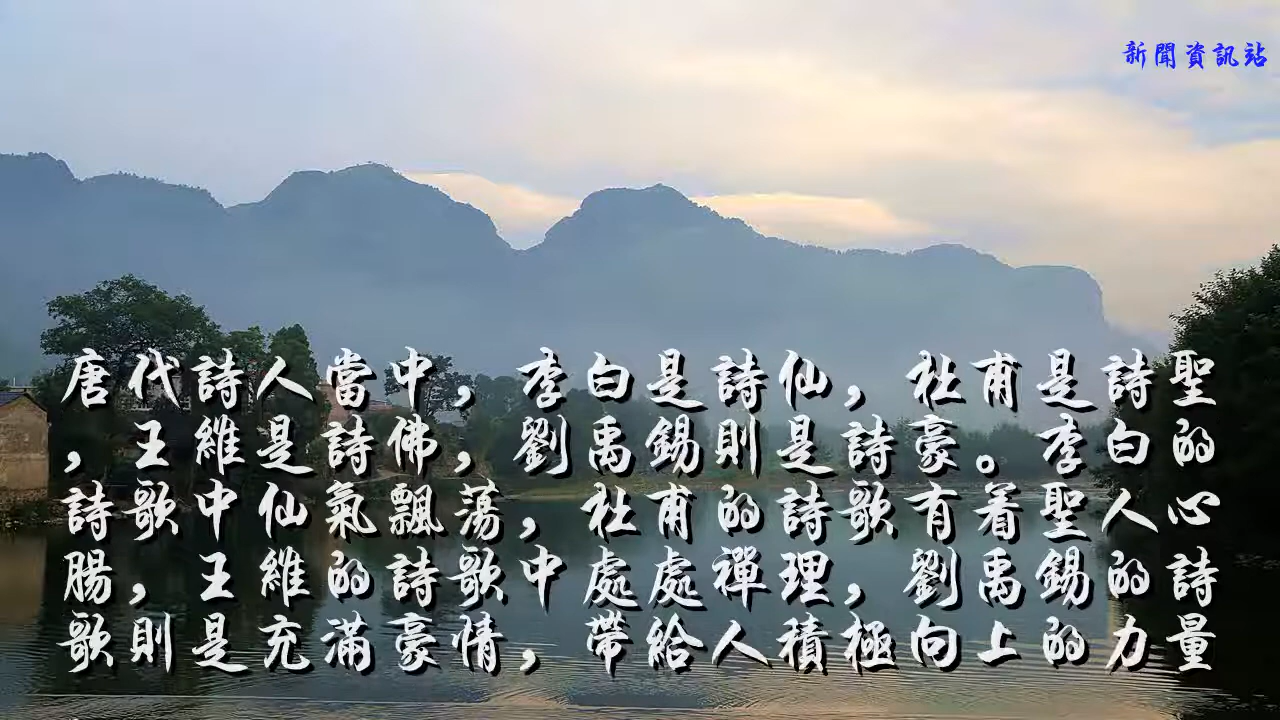 新聞資訊站
唐代詩人當中，李白是詩仙，杜甫是詩聖
，王維是詩佛，劉禹錫則是詩豪。李白的
詩歌中仙氣飄蕩，杜甫的詩歌有着聖人心
腸，王維的詩歌中處處禪理，劉禹錫的詩
歌則是充滿豪情，帶給人積極向上的力量